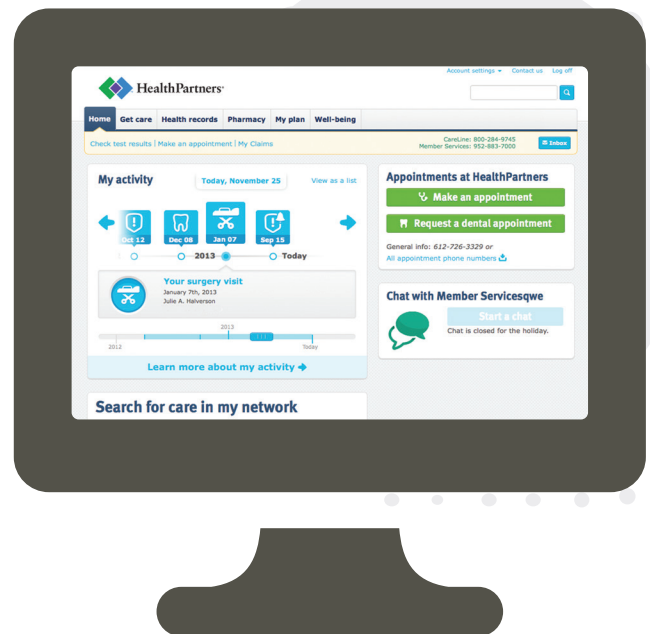 Account settings Contact us Log off
HealthPartners
Home Get care Health records Pharmacy My plan Well-being
Check test results | Make an appointment | My Claims
CareLine: 800-284-9745
Member Services: 952-883-7000
Inbox
My activity
Today, November 25
View as a list
Oct 12
Dec 08
Jan 07
Sep 15
2013
Today
Your surgery visit
January 7th, 2013
Julie A. Halverson
2013
2012
Today
Learn more about my activity
Search for care in my network
Appointments at HealthPartners
Make an appointment
Request a dental appointment
General info: 612-726-3329 or
All appointment phone numbers
Chat with Member Servicesqwe
Start a chat
Chat is closed for the holiday.